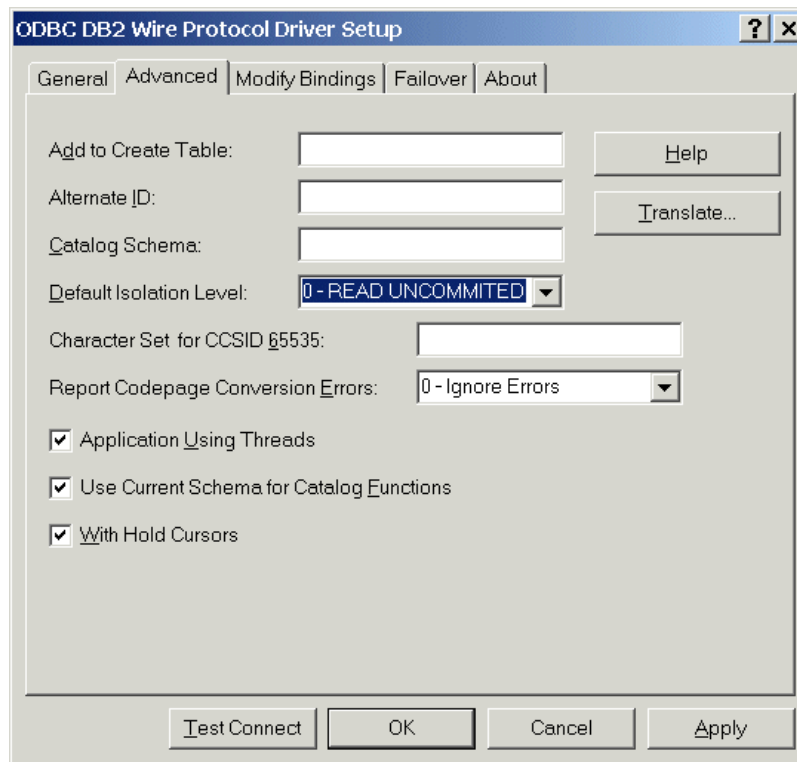 ODBC DB2 Wire Protocol Driver Setup
General Advanced Modify Bindings Failover About
Add to Create Table:
Help
Alternate ID:
Translate...
Catalog Schema:
Default Isolation Level: 0 - READ UNCOMMITED
Character Set for CCSID 65535:
Report Codepage Conversion Errors: 0 - Ignore Errors
Application Using Threads
Use Current Schema for Catalog Functions
With Hold Cursors
Test Connect OK Cancel Apply